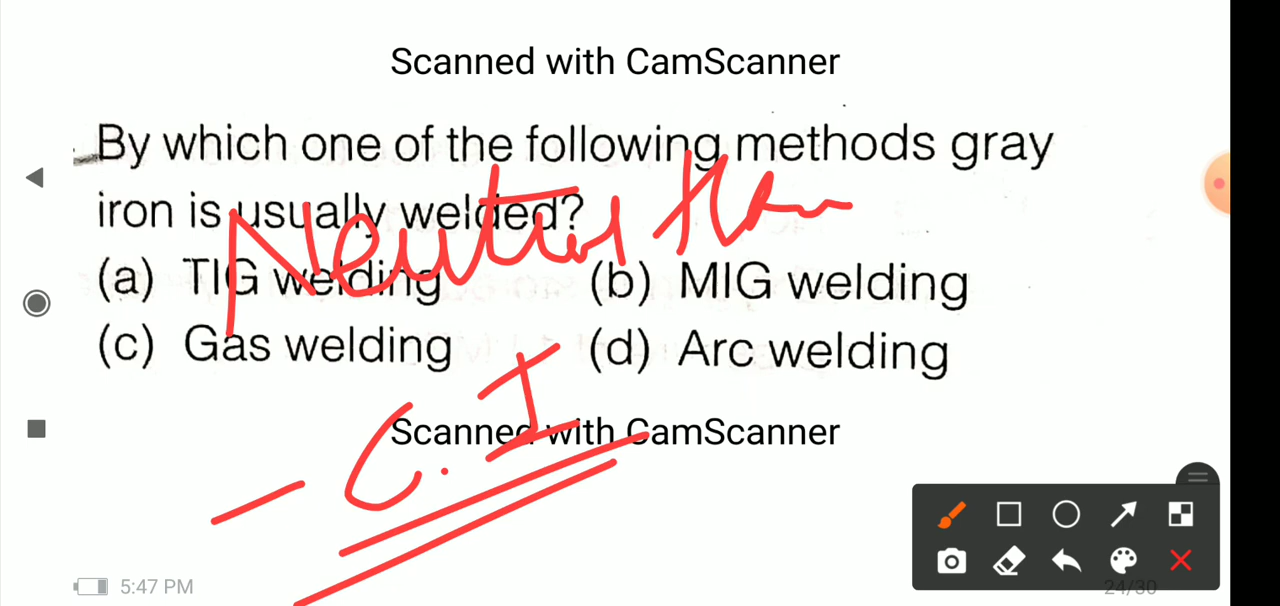 Scanned with CamScanner
By which one of the following methods gray
iron is usually welded?
Neutral
(a) TIG welding (b) MIG welding
(c) Gas welding (d) Arc welding
C.I
Scanned with CamScanner
5:47 PM
24/30